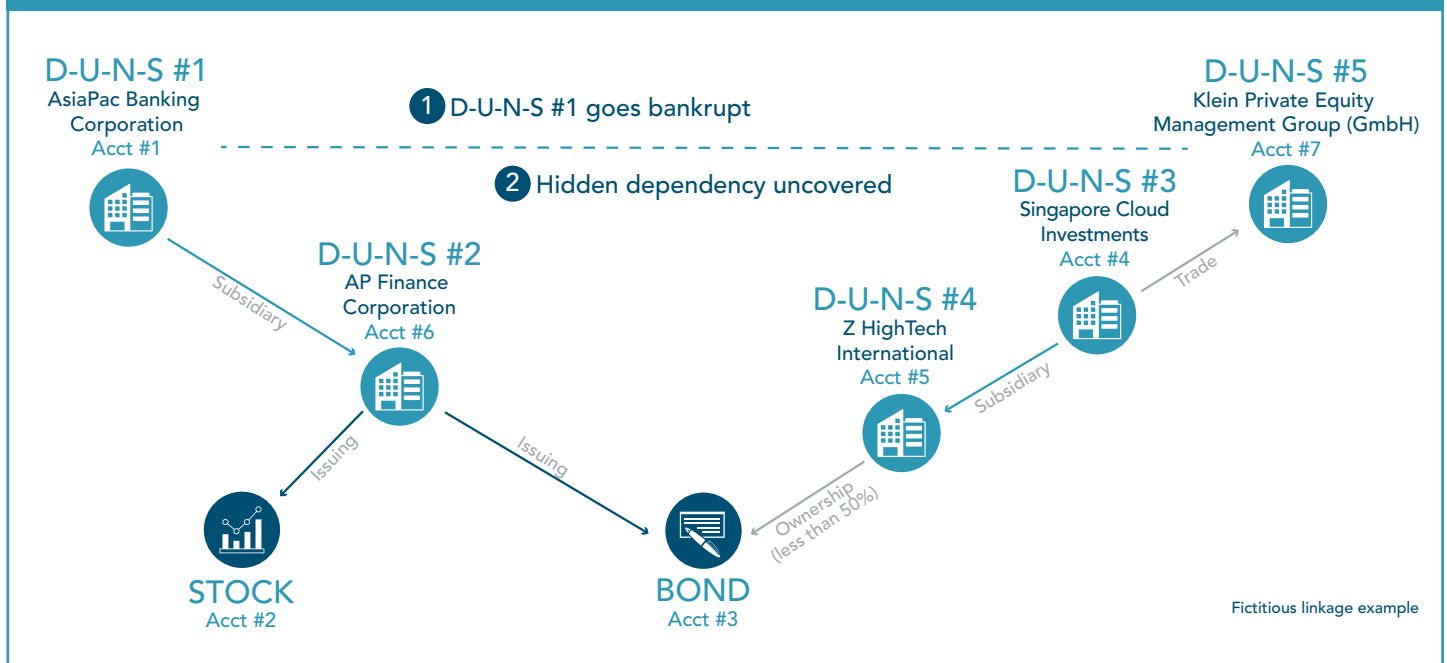 D-U-N-S #1
AsiaPac Banking
Corporation
Acct #1
1 D-U-N-S #1 goes bankrupt
2 Hidden dependency uncovered
D-U-N-S #5
Klein Private Equity
Management Group (GmbH)
Acct #7
D-U-N-S #3
Singapore Cloud
Investments
Acct #4
Trade
Subsidiary
D-U-N-S #2
AP Finance
Corporation
Acct #6
D-U-N-S #4
Z HighTech
International
Acct #5
Subsidiary
Issuing
Issuing
Ownership
(less than 50%)
STOCK
Acct #2
BOND
Acct #3
Fictitious linkage example